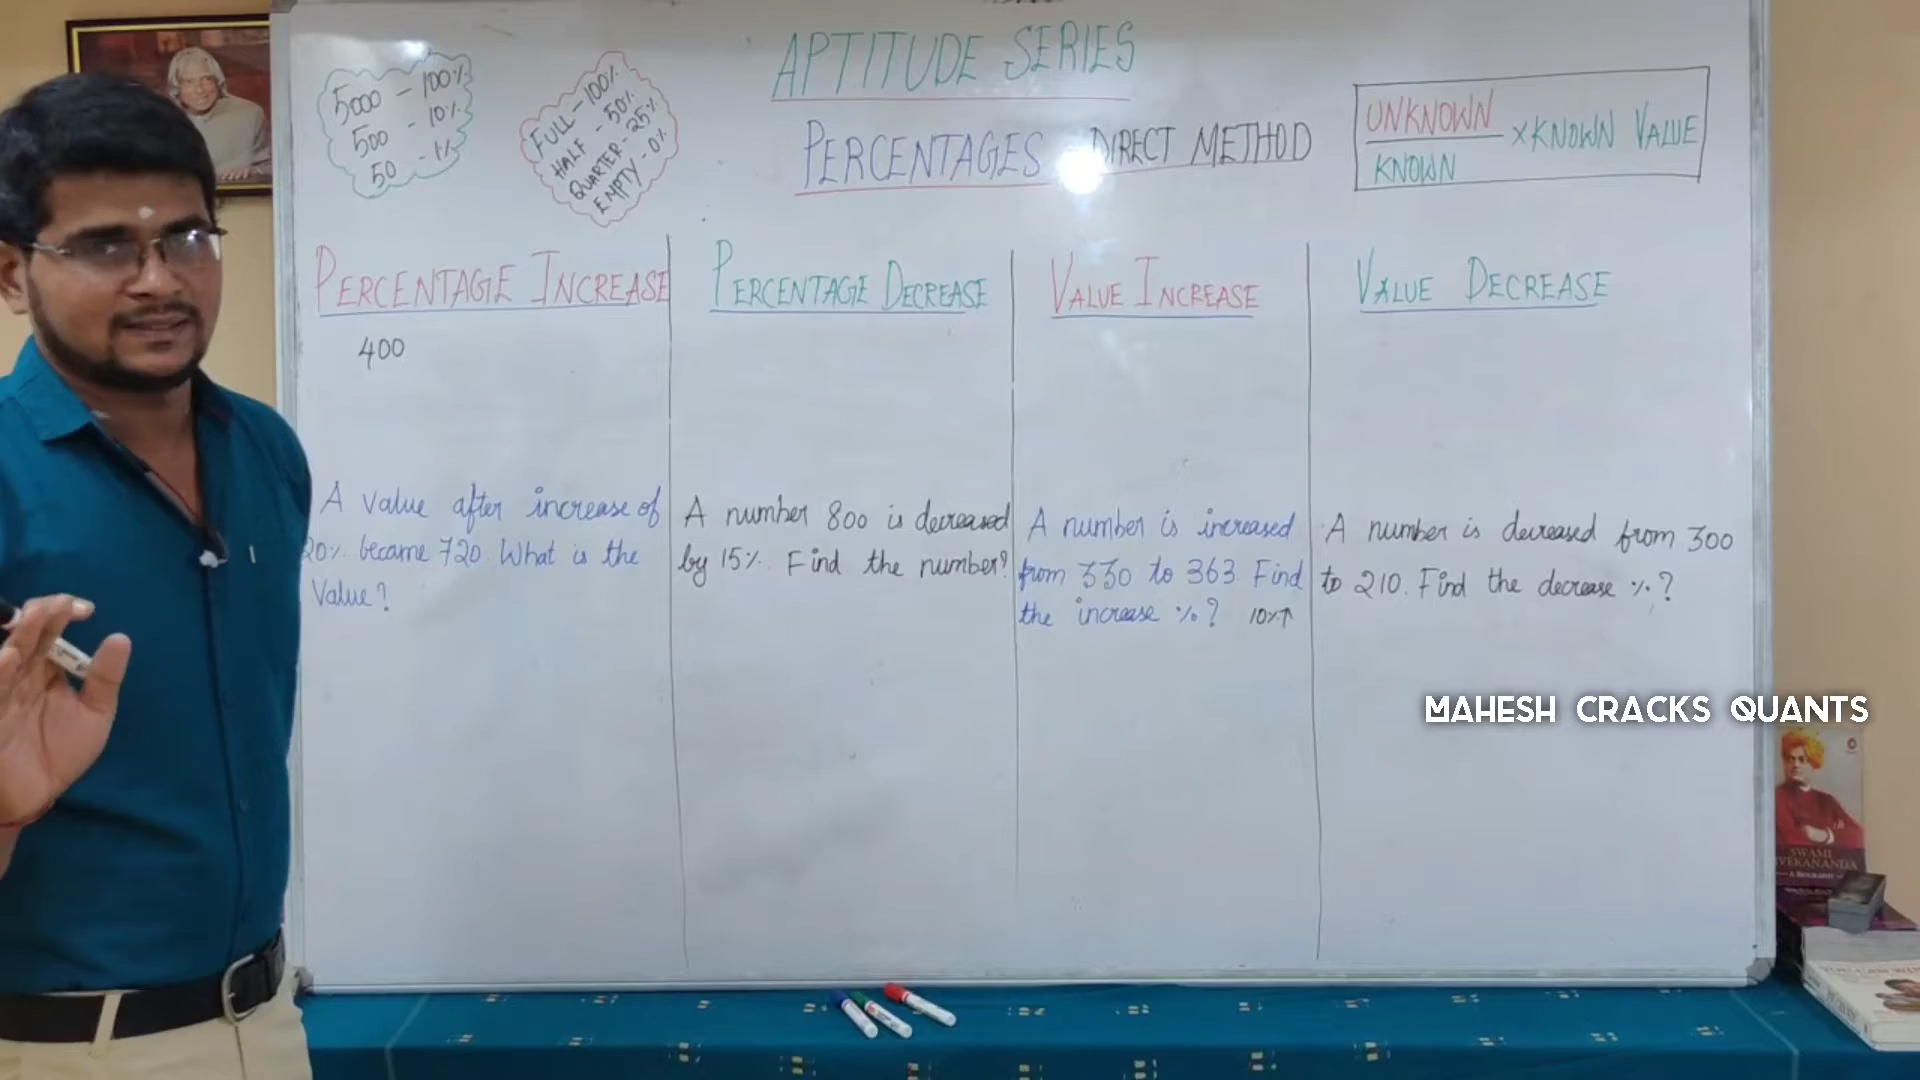 APTITUDE SERIES
PERCENTAGES - DIRECT METHOD
5000 - 100%
500 - 10%
50 - 1%
FULL - 100%
HALF - 50%
QUARTER - 25%
EMPTY - 0%
UNKNOWN
KNOWN
×KNOWN VALUE
PERCENTAGE INCREASE
400
A value after increase of
20% became 720. What is the
Value?
PERCENTAGE DECREASE
A number 800 is decreased
by 15%. Find the number?
VALUE INCREASE
A number is increased
from 330 to 363. Find
the increase %? 10%↑
VALUE DECREASE
A number is decreased from 300
to 210. Find the decrease %?
MAHESH CRACKS QUANTS
SWAMI
VIVEKANANDA